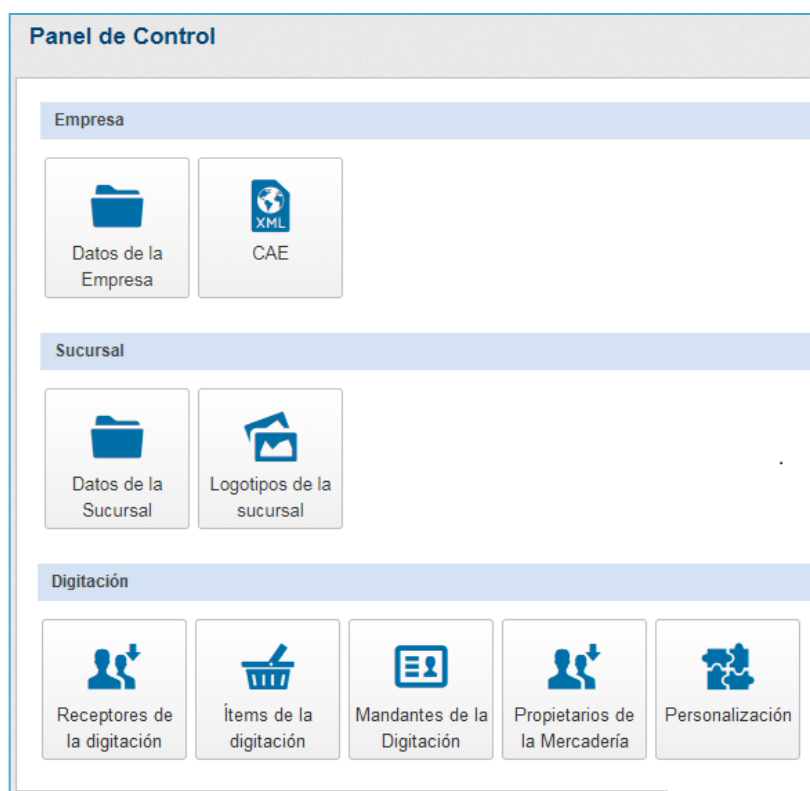 Panel de Control
Empresa
Datos de la
Empresa
XML
CAE
Sucursal
Datos de la
Sucursal
Logotipos de la
sucursal
Digitación
Receptores de
la digitación
Ítems de la
digitación
Mandantes de la
Digitación
Propietarios de
la Mercadería
Personalización